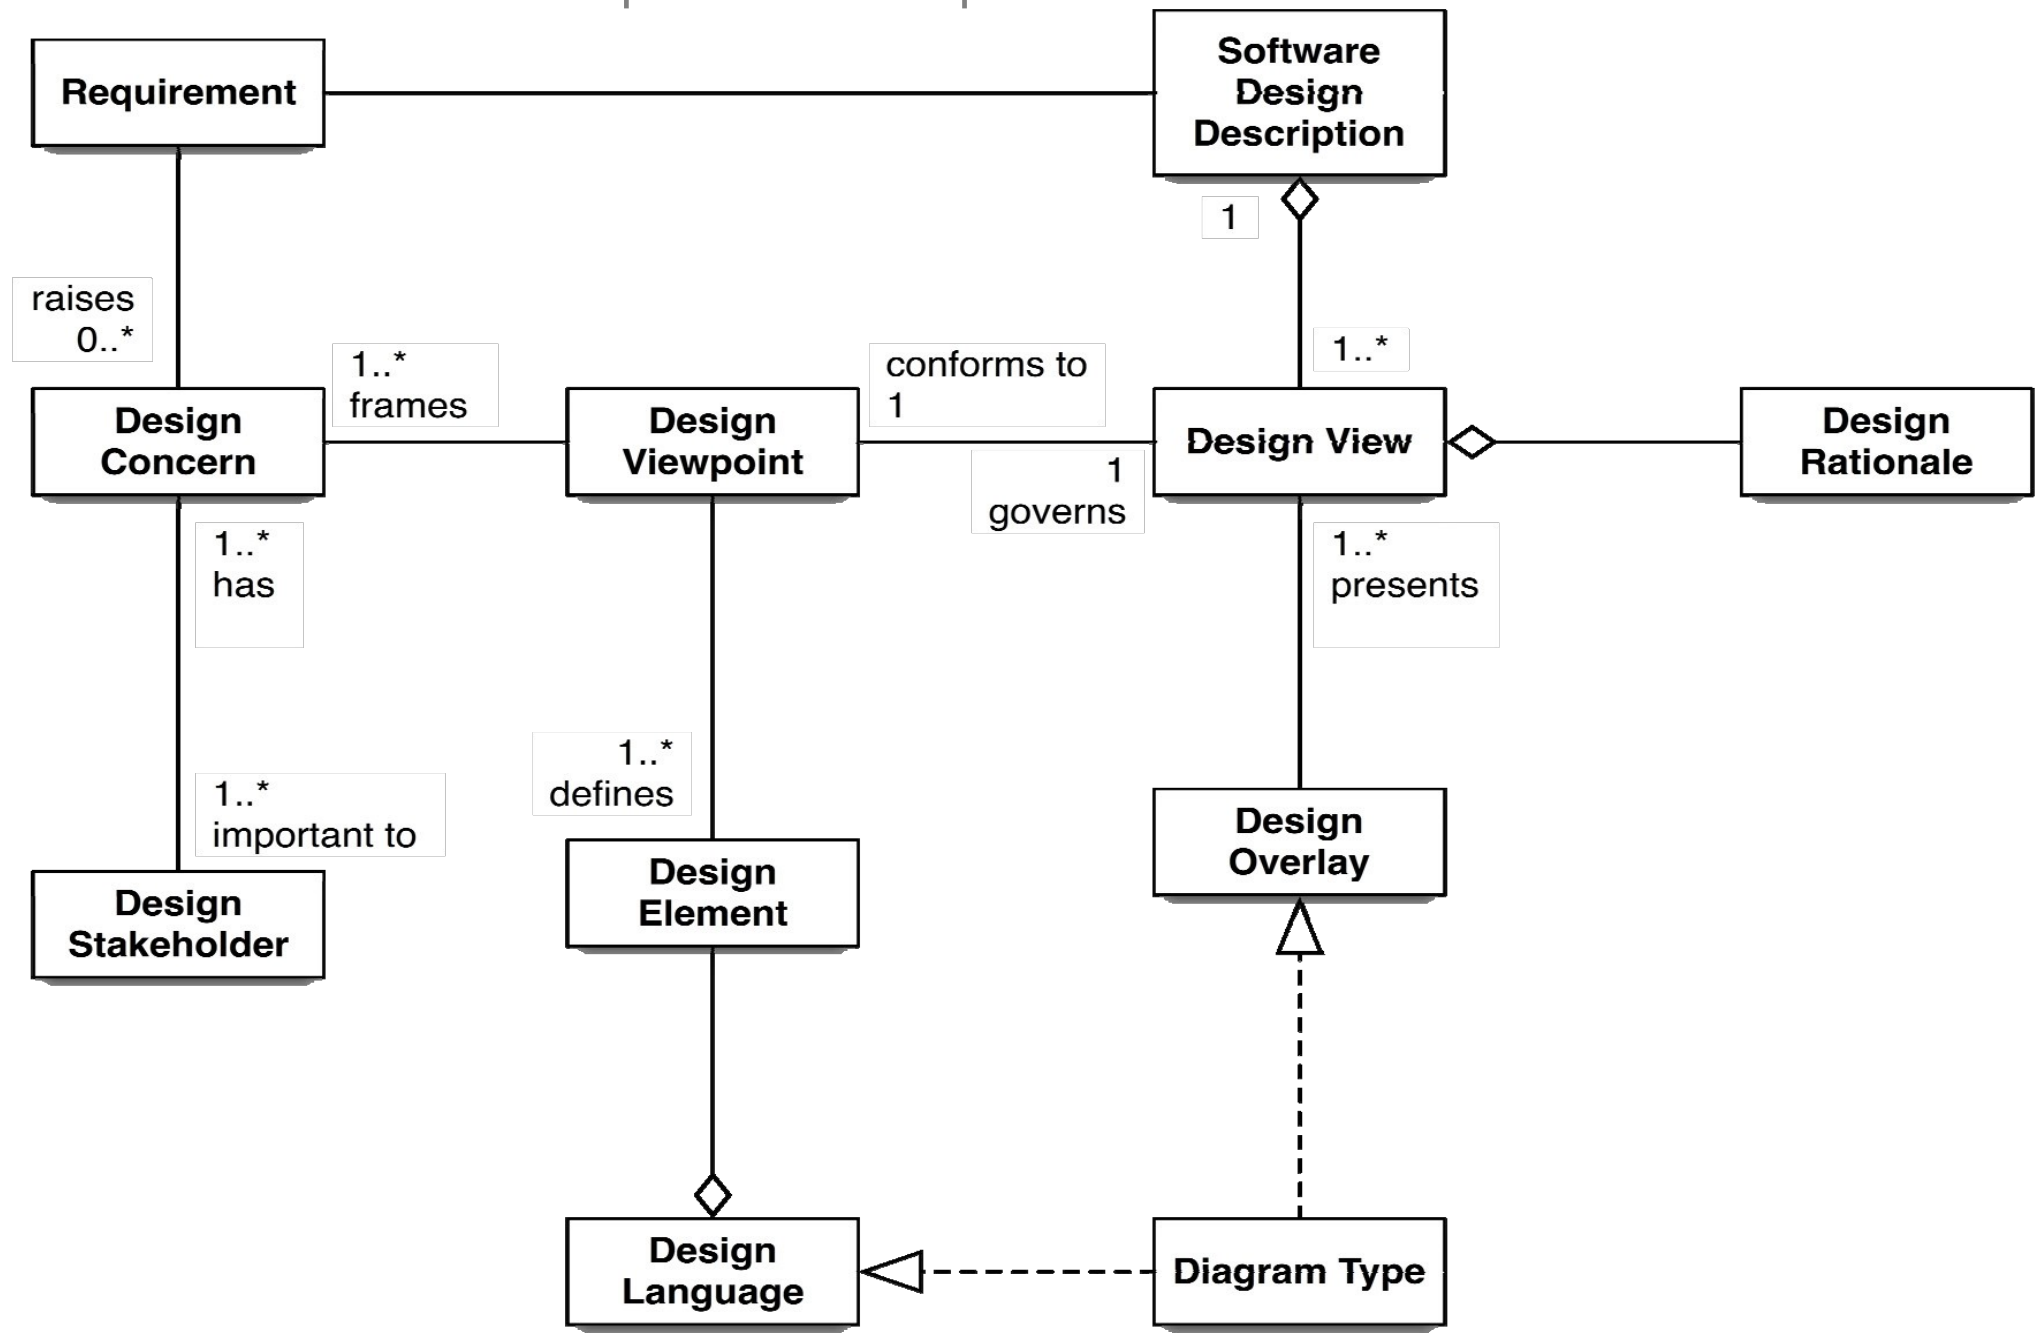 Requirement
Software
Design
Description
1
raises
0..*
1..*
frames
conforms to
1
1..*
Design
Concern
Design
Viewpoint
Design View
Design
Rationale
1
governs
1..*
has
1..*
presents
1..*
defines
1..*
important to
Design
Stakeholder
Design
Element
Design
Overlay
Design
Language
Diagram Type